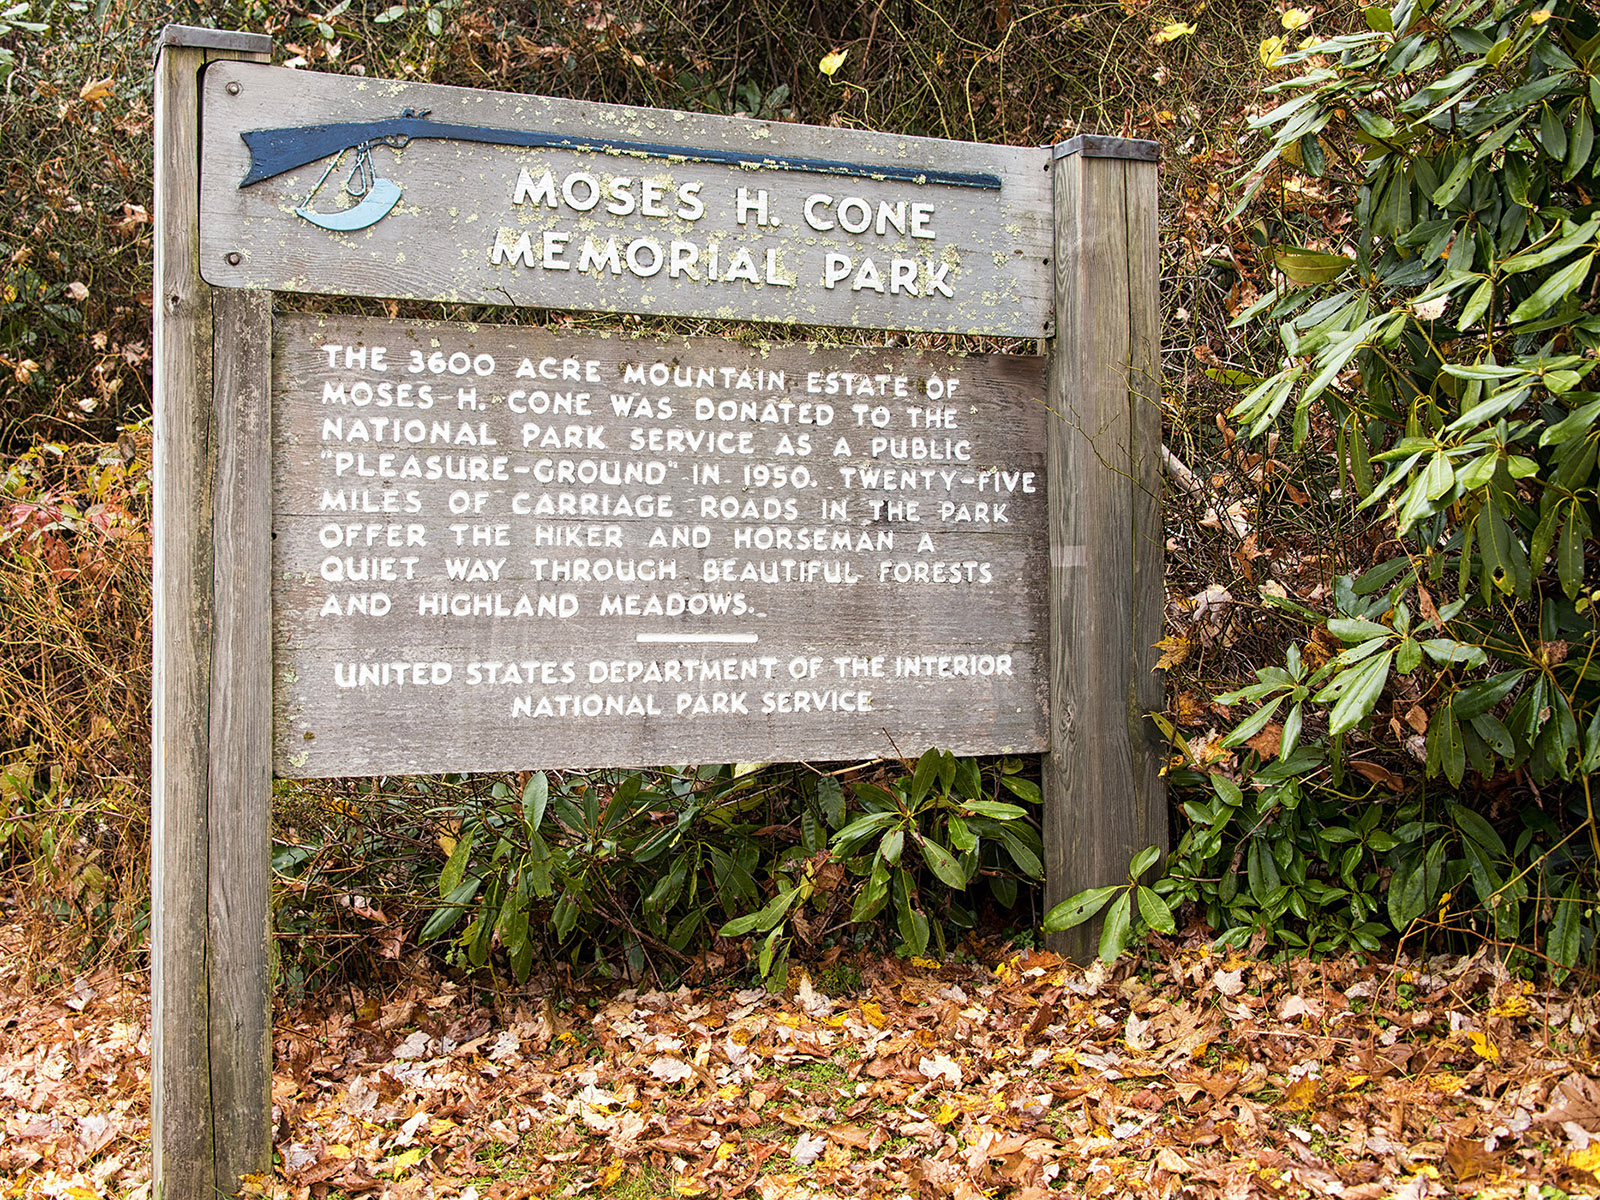 MOSES H. CONE
MEMORIAL PARK
THE 3600 ACRE MOUNTAIN ESTATE OF
MOSES H. CONE WAS DONATED TO THE
NATIONAL PARK SERVICE AS A PUBLIC
"PLEASURE-GROUND" IN 1950. TWENTY-FIVE
MILES OF CARRIAGE ROADS IN THE PARK
OFFER THE HIKER AND HORSEMAN A
QUIET WAY THROUGH BEAUTIFUL FORESTS
AND HIGHLAND MEADOWS.
UNITED STATES DEPARTMENT OF THE INTERIOR
NATIONAL PARK SERVICE